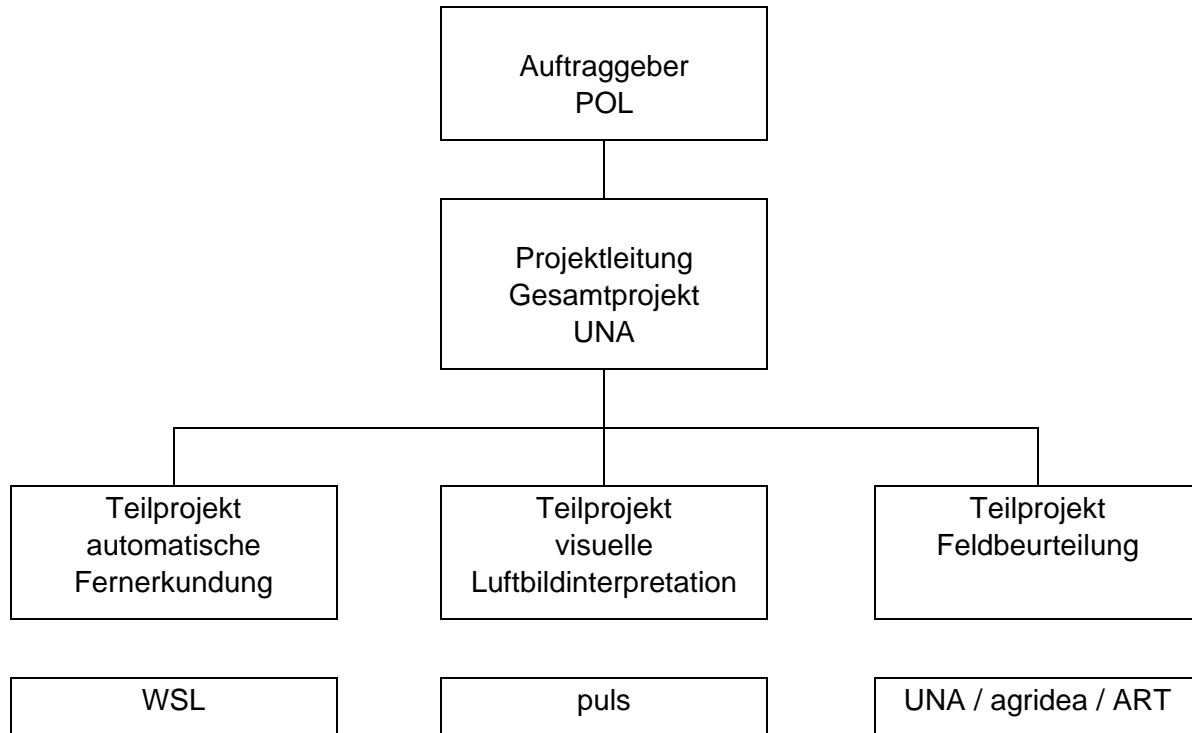 Auftraggeber
POL
Projektleitung
Gesamtprojekt
UNA
Teilprojekt
automatische
Fernerkundung
Teilprojekt
visuelle
Luftbildinterpretation
Teilprojekt
Feldbeurteilung
WSL
puls
UNA / agridea / ART